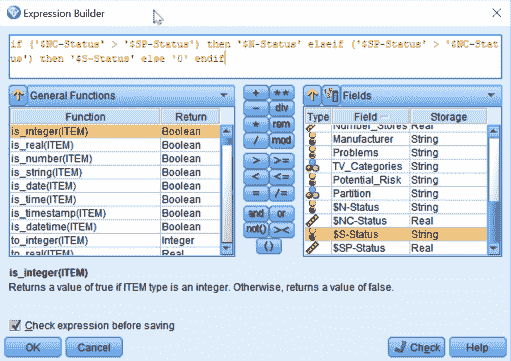 Expression Builder
if ('$NC-Status' > '$SP-Status') then '$N-Status' elseif ('$SP-Status' > '$NC-Stat
us') then '$S-Status' else '0' endif
General Functions
Function Return
is_integer(ITEM) Boolean
is_real(ITEM) Boolean
is_number(ITEM) Boolean
is_string(ITEM) Boolean
is_date(ITEM) Boolean
is_time(ITEM) Boolean
is_timestamp(ITEM) Boolean
is_datetime(ITEM) Boolean
to_integer(ITEM) Integer
to_real(ITEM) Real
+ **
- div
* rem
/ mod
> >=
< <=
= /=
and or
not() ><
()
Fields
Type Field Storage
Number_Stores Real
Manufacturer String
Problems String
TV_Categories String
Potential_Risk String
Partition String
$N-Status String
$NC-Status Real
$S-Status String
$SP-Status Real
is_integer(ITEM)
Returns a value of true if ITEM type is an integer. Otherwise, returns a value of false.
Check expression before saving
OK Cancel Check Help